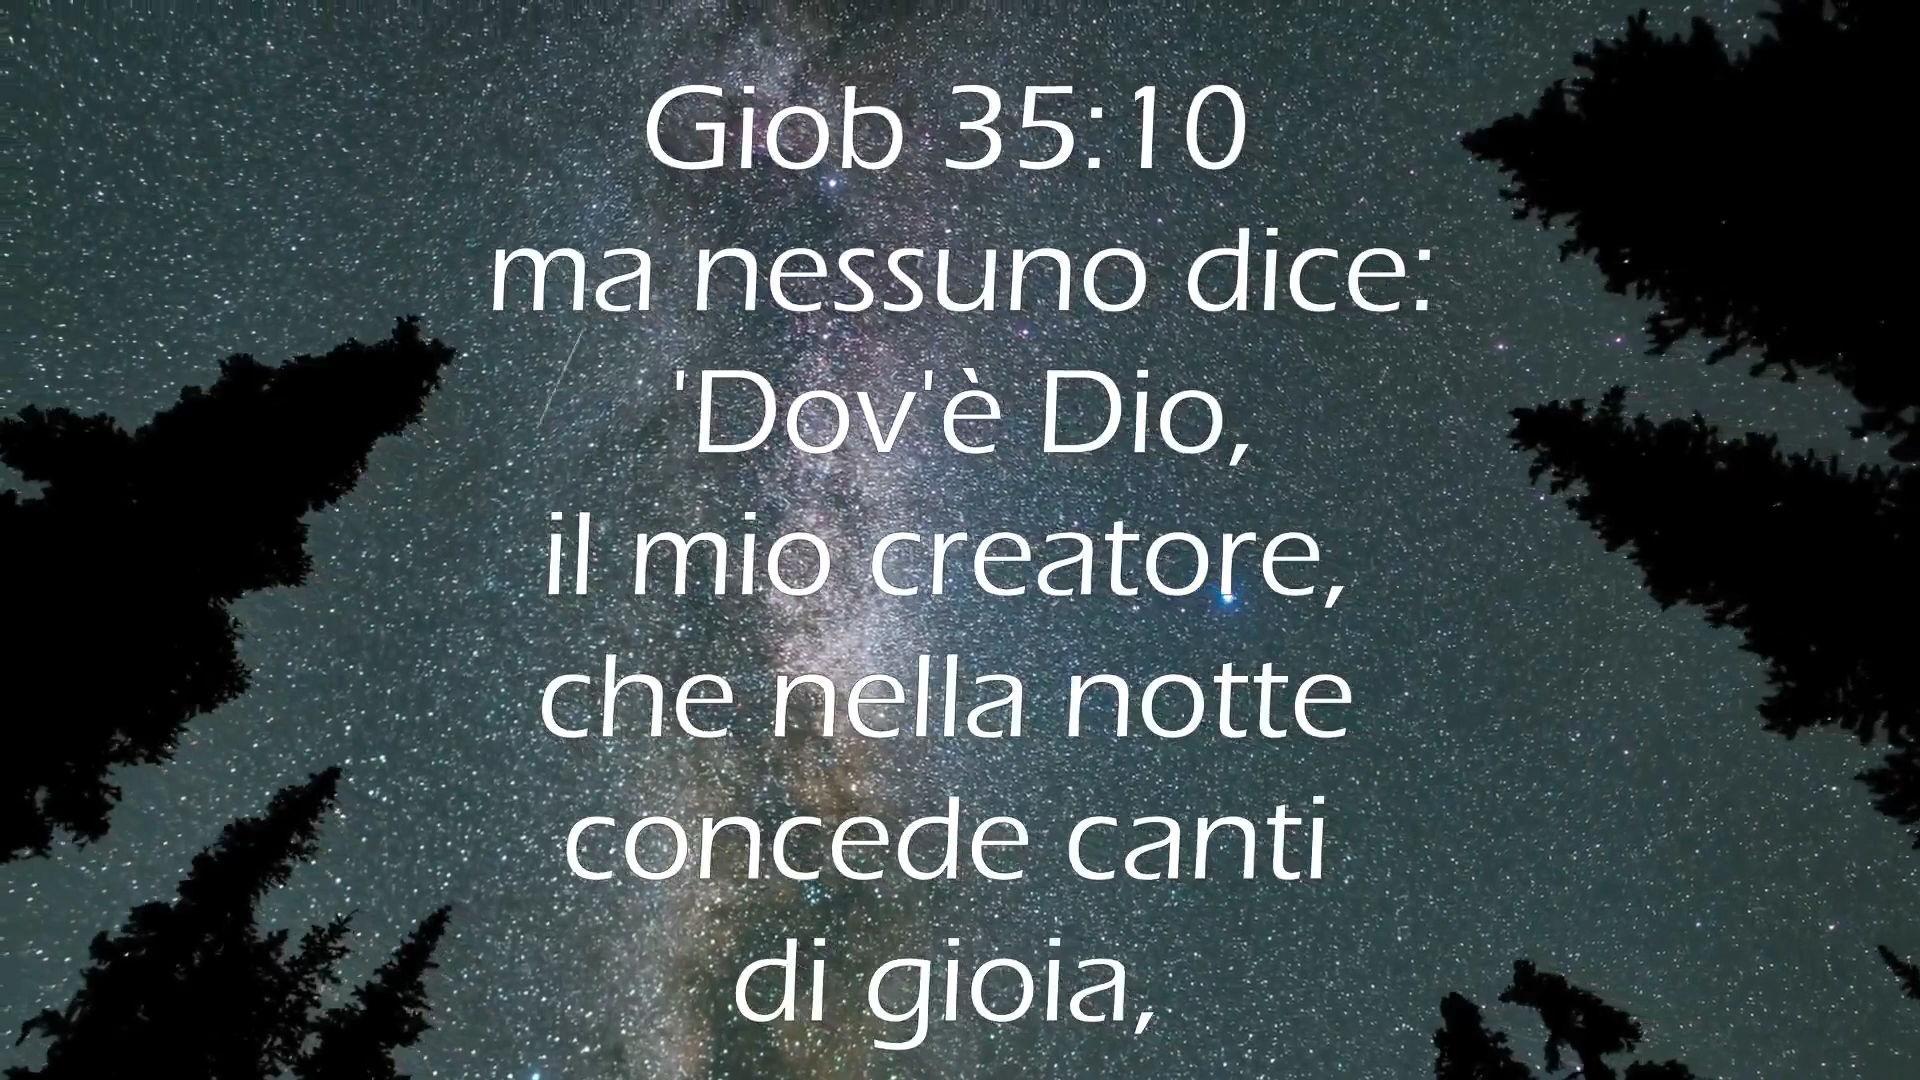 Giob 35:10
ma nessuno dice:
'Dov'è Dio,
il mio creatore,
che nella notte
concede canti
di gioia,